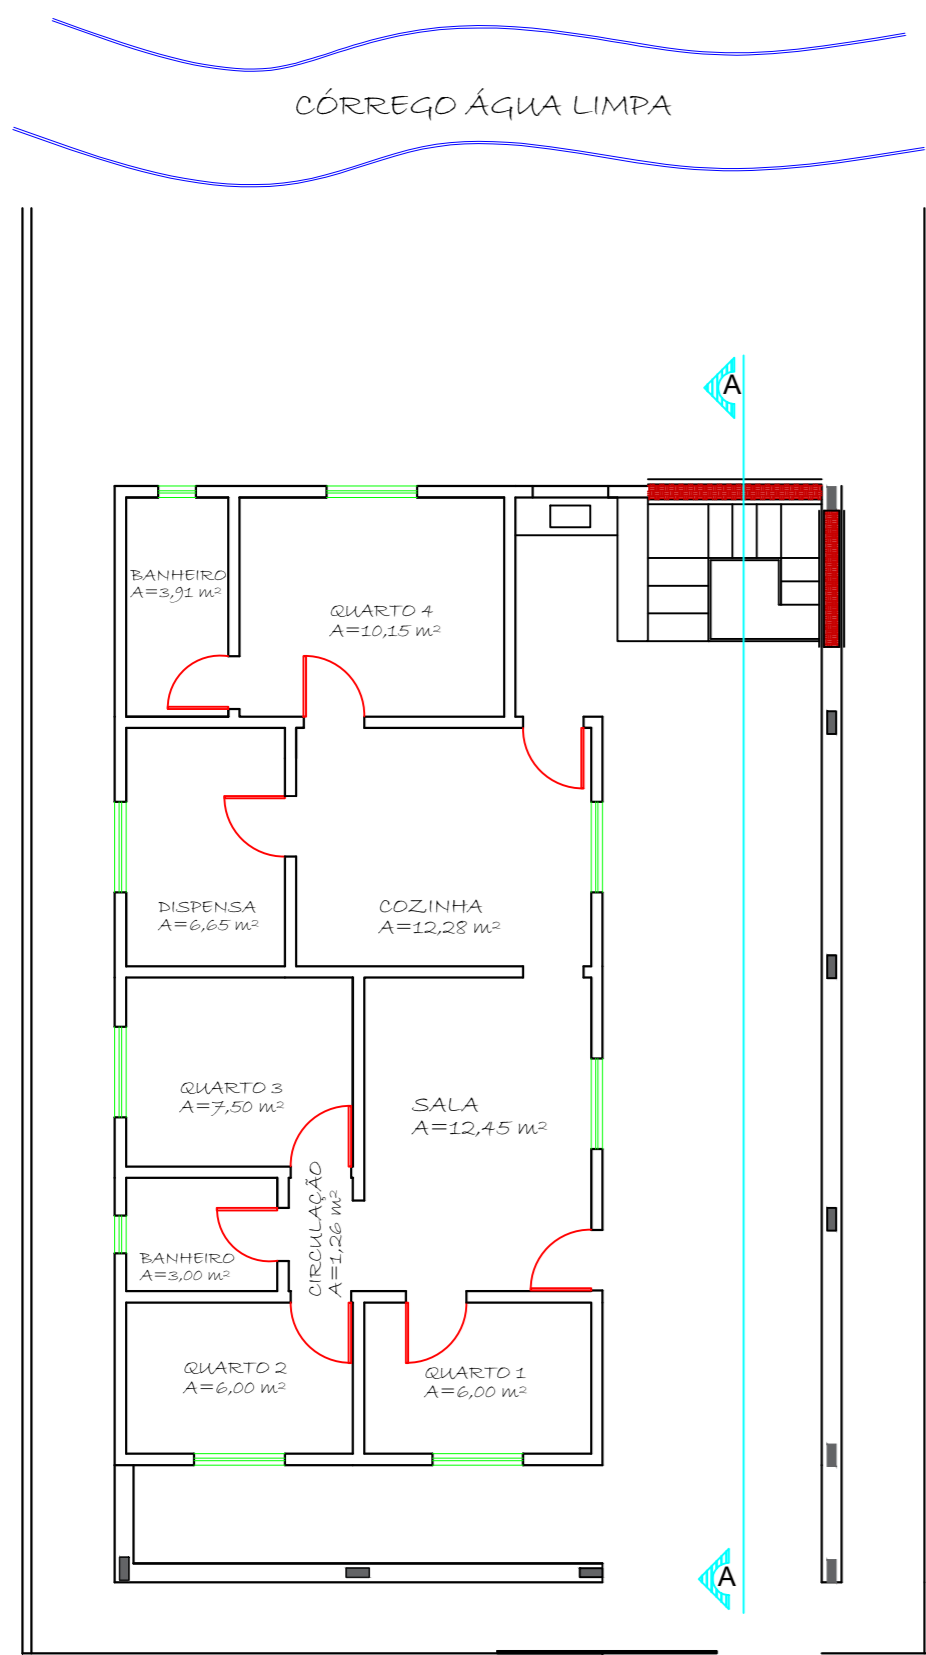 CÓRREGO ÁGUA LIMPA
A
BANHEIRO
A=3,91 m²
QUARTO 4
A=10,15 m²
DISPENSA
A=6,65 m²
COZINHA
A=12,28 m²
QUARTO 3
A=7,50 m²
SALA
A=12,45 m²
CIRCULAÇÃO
A=1,26 m²
BANHEIRO
A=3,00 m²
QUARTO 2
A=6,00 m²
QUARTO 1
A=6,00 m²
A